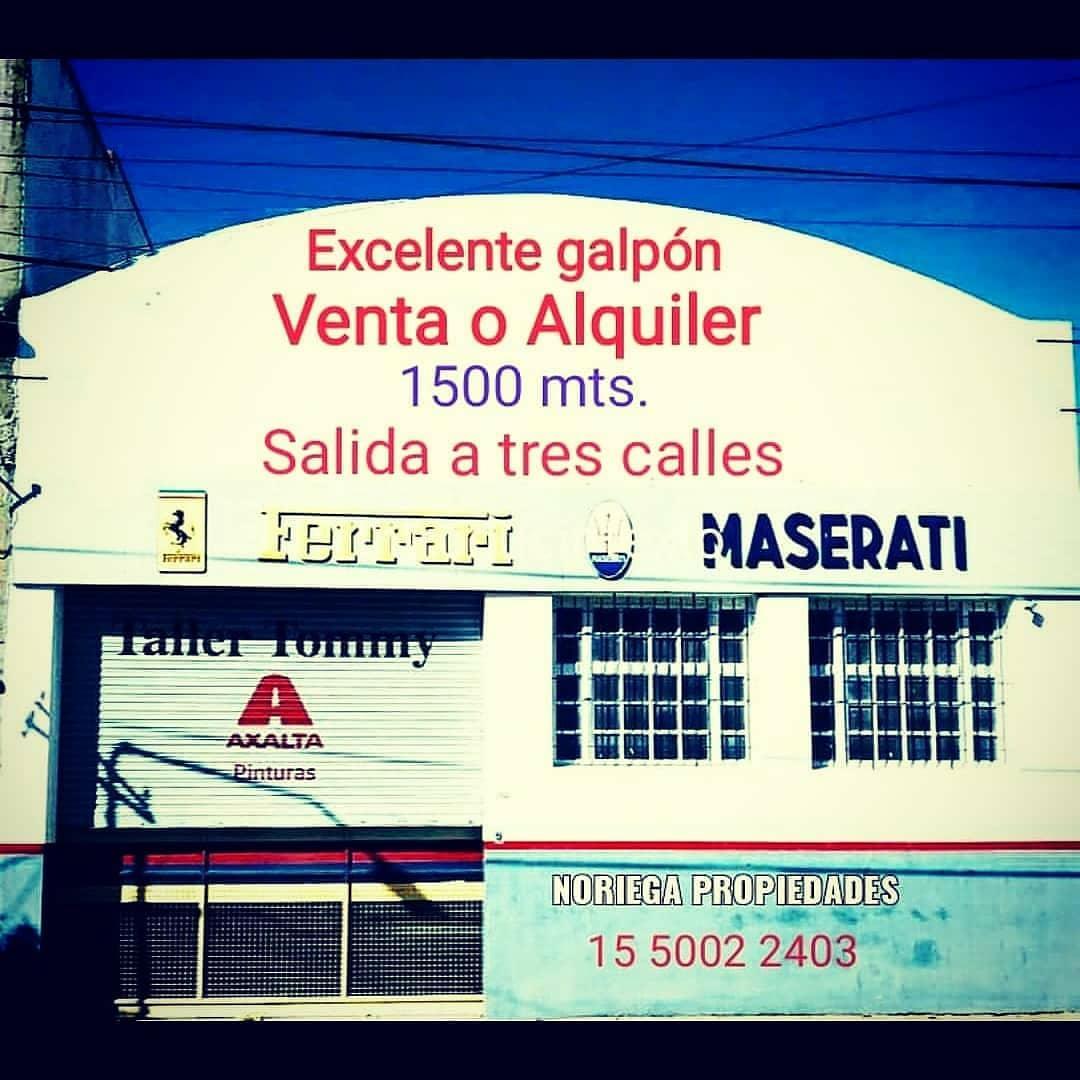 Excelente galpón
Venta o Alquiler
1500 mts.
Salida a tres calles
Ferrari
Ferrari
MASERATI
Taller Tommy
AXALTA
Pinturas
NORIEGA PROPIEDADES
15 5002 2403